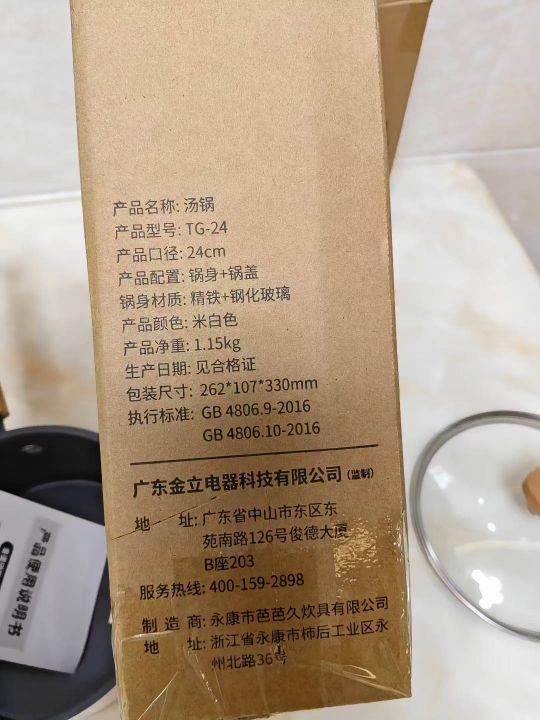 产品名称: 汤锅
产品型号: TG-24
产品口径: 24cm
产品配置: 锅身+锅盖
锅身材质: 精铁+钢化玻璃
产品颜色: 米白色
产品净重: 1.15kg
生产日期: 见合格证
包装尺寸: 262*107*330mm
执行标准: GB 4806.9-2016
GB 4806.10-2016
广东金立电器科技有限公司 (监制)
地 址: 广东省中山市东区东
苑南路126号俊德大厦
B座203
服务热线: 400-159-2898
制 造 商: 永康市芭芭久炊具有限公司
地 址: 浙江省永康市柿后工业区永
州北路36号
产品使用说明书